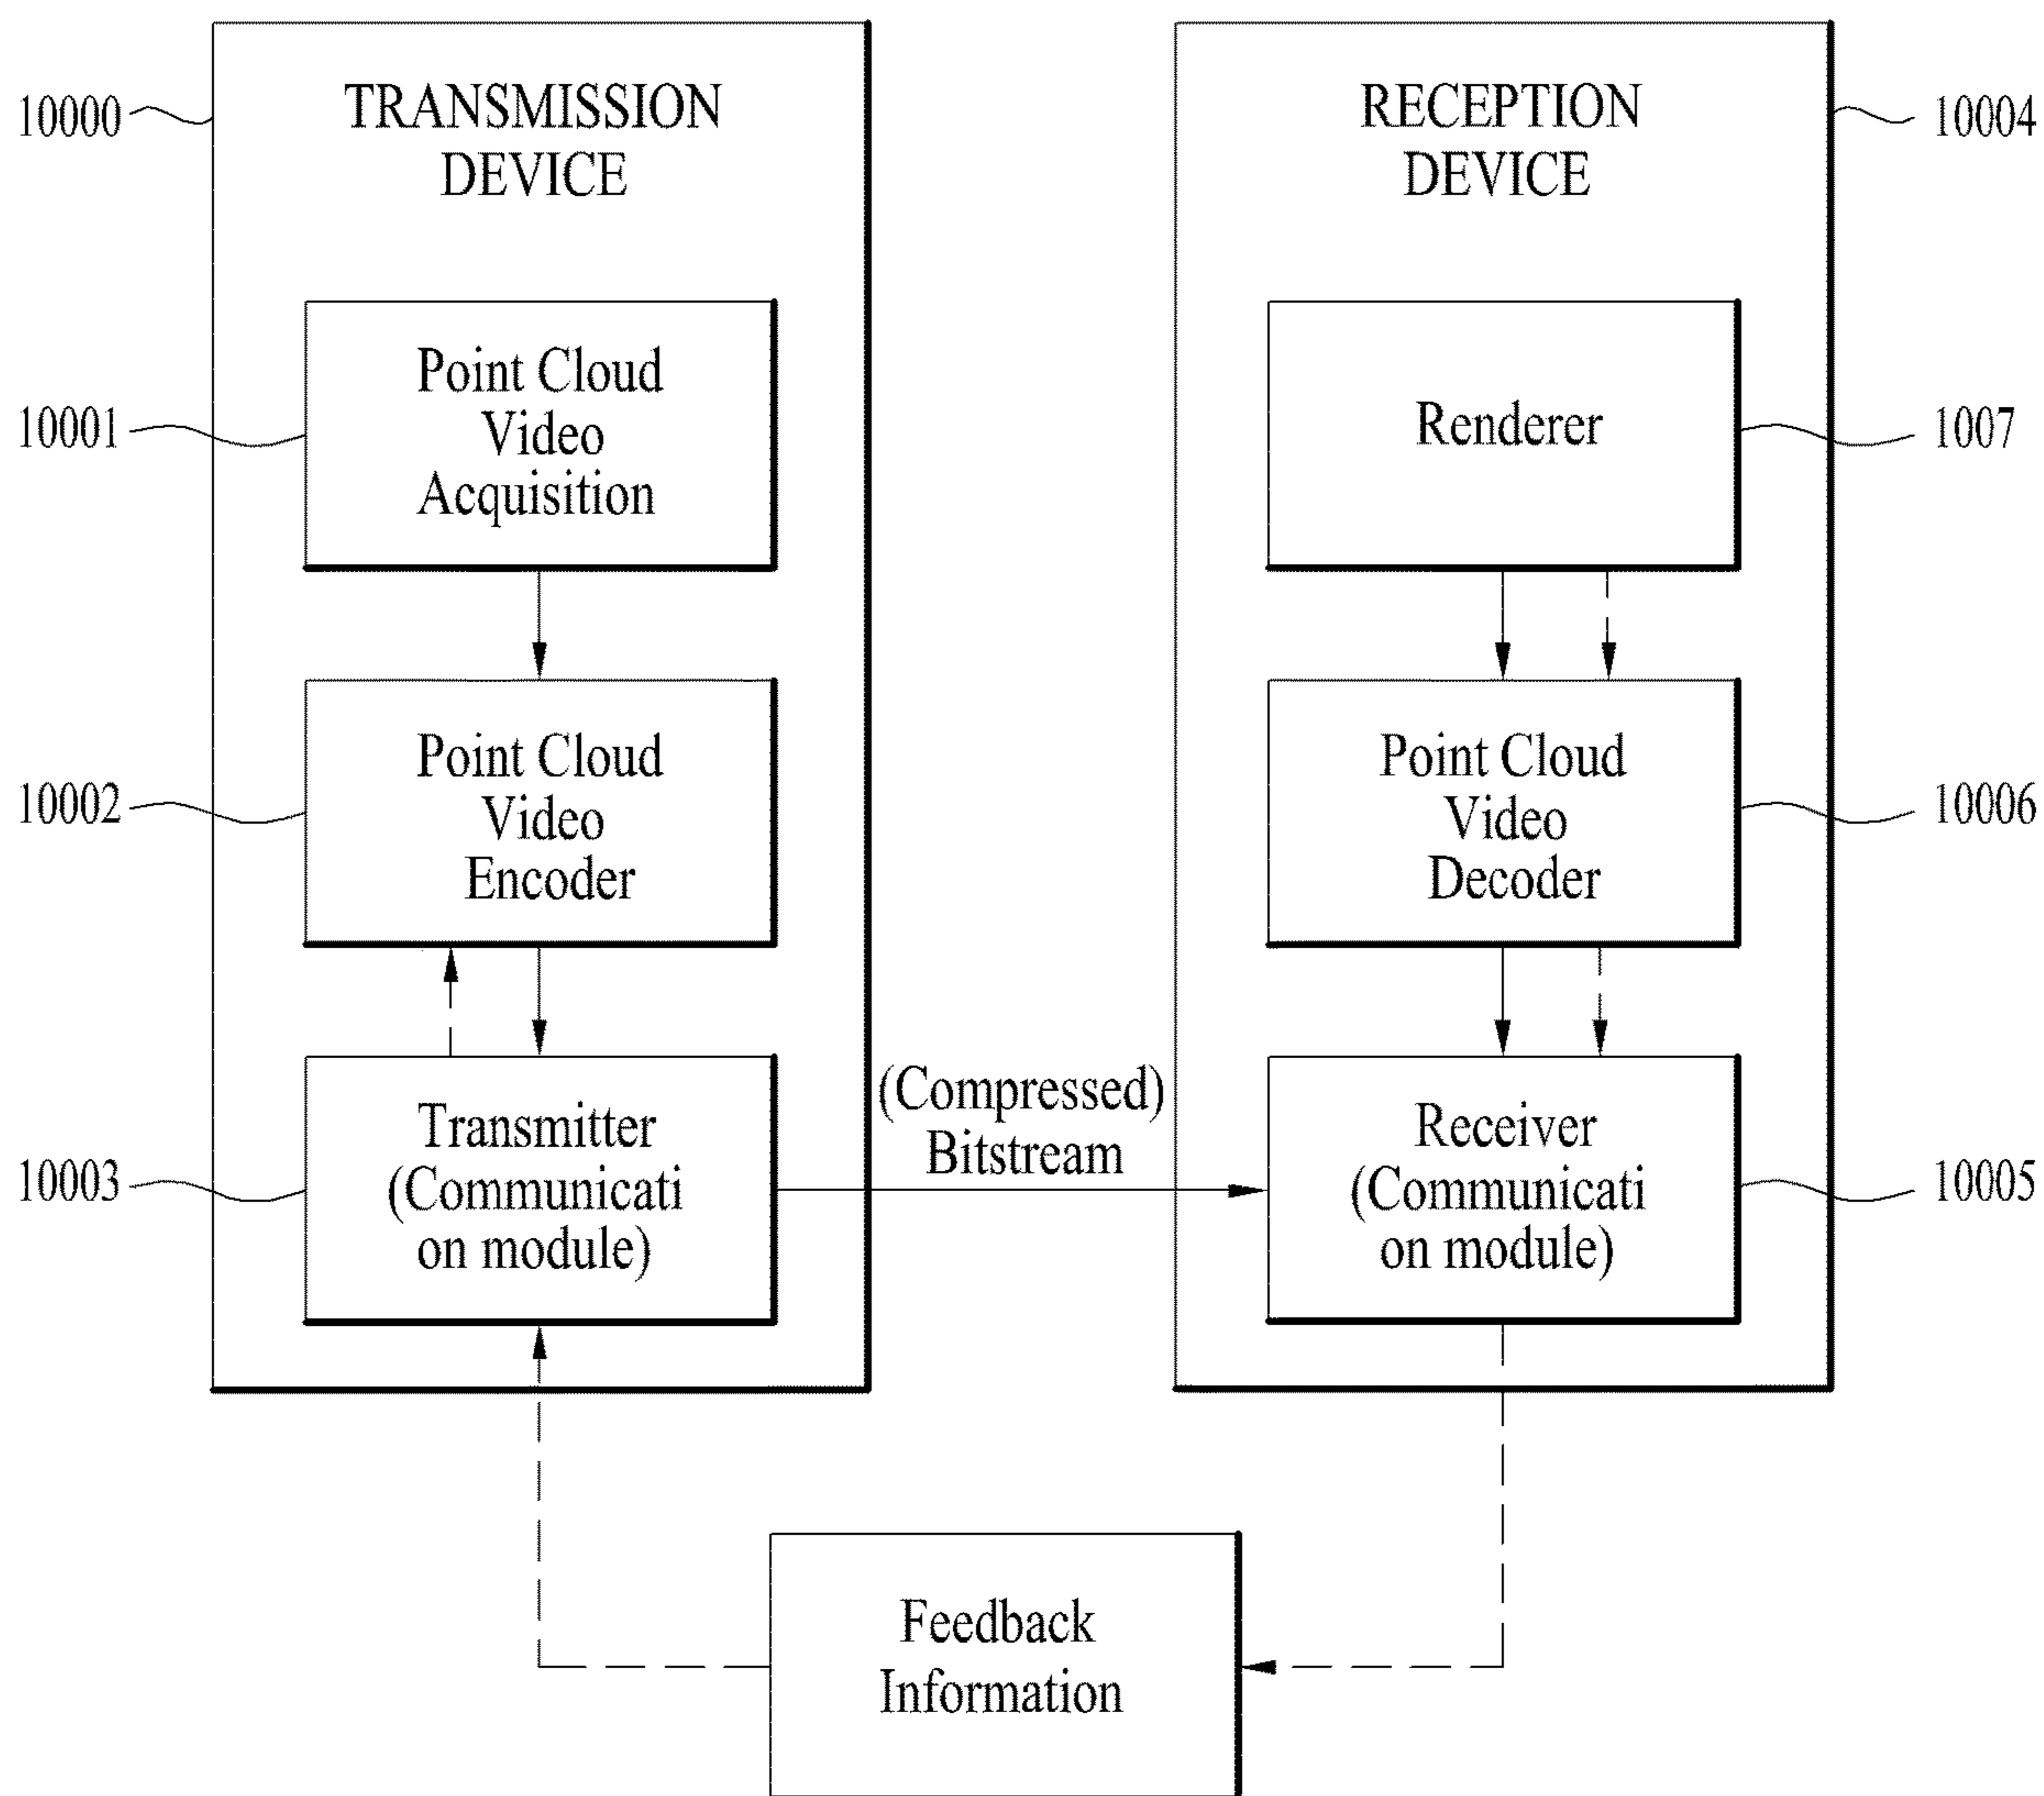 10000
TRANSMISSION
DEVICE
10001
Point Cloud
Video
Acquisition
10002
Point Cloud
Video
Encoder
10003
Transmitter
(Communicati
on module)
(Compressed)
Bitstream
RECEPTION
DEVICE
10004
Renderer
1007
Point Cloud
Video
Decoder
10006
Receiver
(Communicati
on module)
10005
Feedback
Information